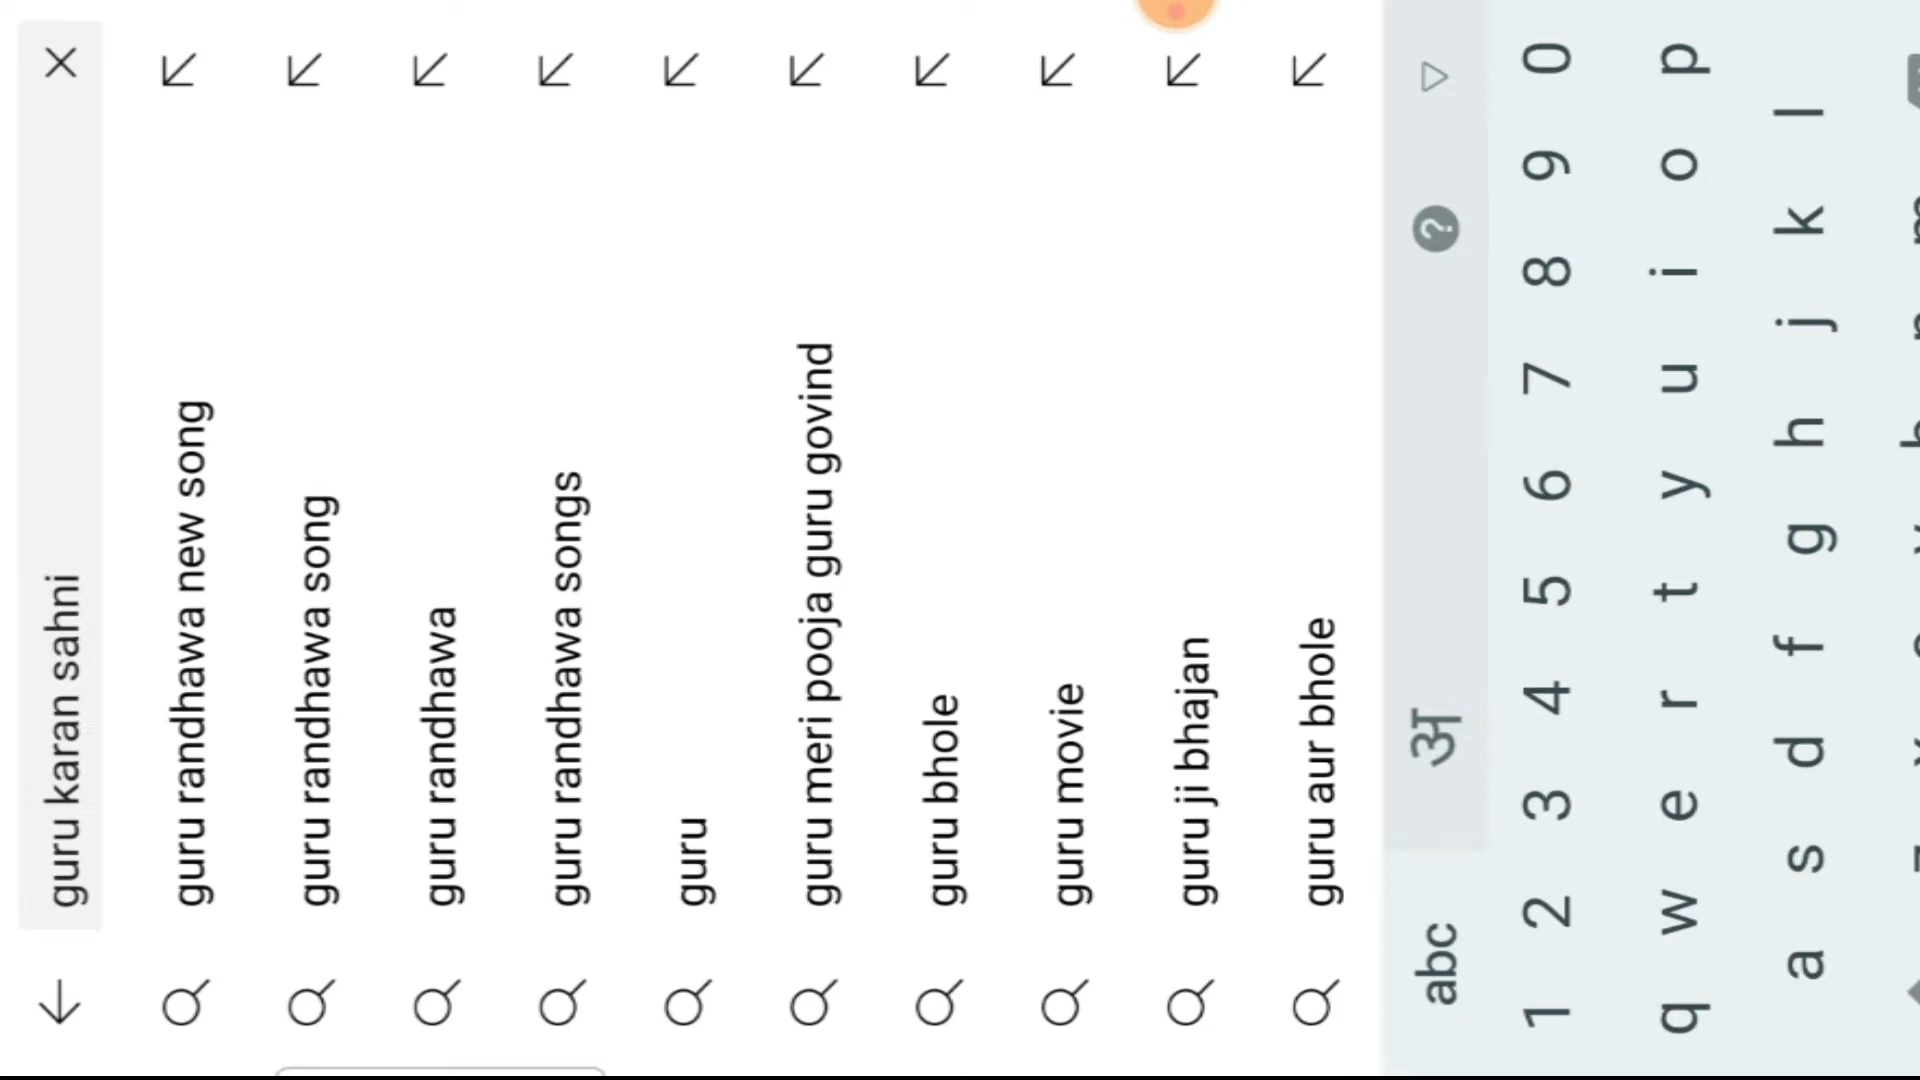 guru karan sahni
guru randhawa new song
guru randhawa song
guru randhawa
guru randhawa songs
guru
guru meri pooja guru govind
guru bhole
guru movie
guru ji bhajan
guru aur bhole
abc अ ?
1 2 3 4 5 6 7 8 9 0
q w e r t y u i o p
a s d f g h j k l